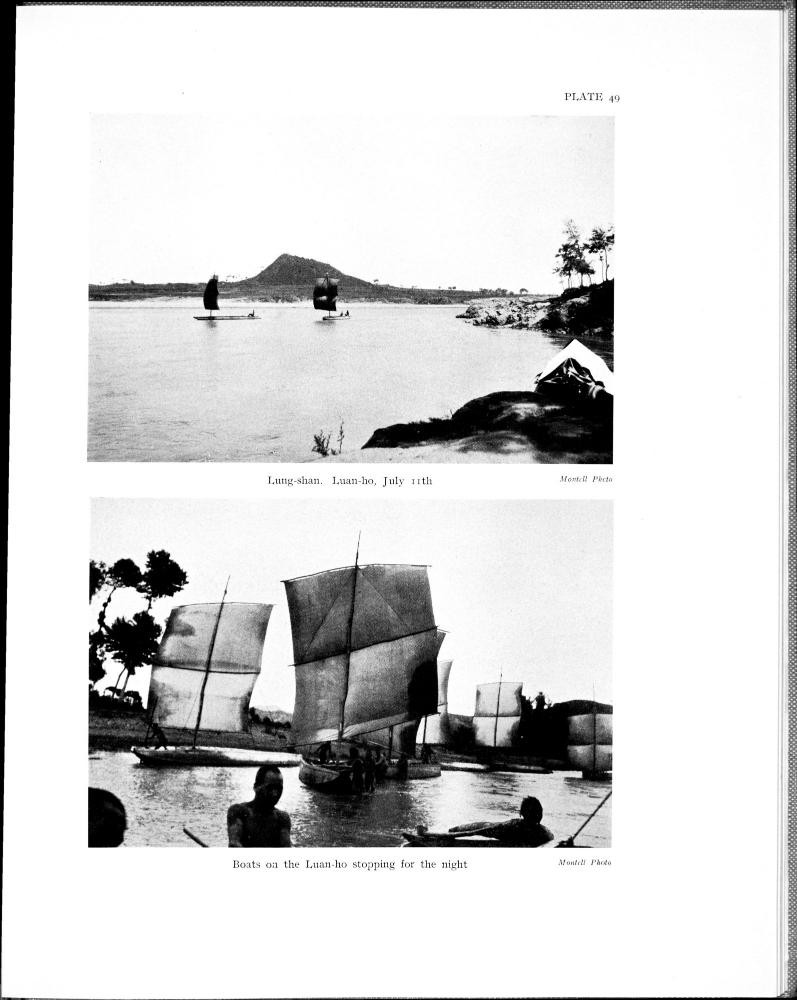 PLATE 49
Lung-shan. Luan-ho, July 11th
Montell Photo
Boats on the Luan-ho stopping for the night
Montell Photo